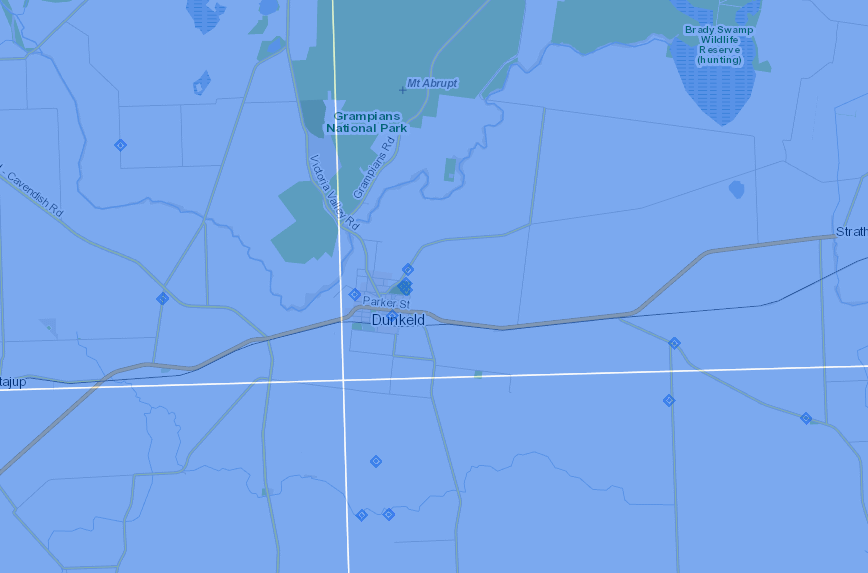 Brady Swamp
Wildlife
Reserve
(hunting)
Mt Abrupt
Grampians
National Park
Grampians Rd
Victoria Valley Rd
- Cavendish Rd
Strath
Parker St
Dunkeld
tajup